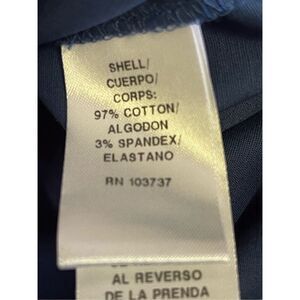 SHELL/
CUERPO/
CORPS:
97% COTTON/
ALGODON
3% SPANDEX/
ELASTANO
RN 103737
AL REVERSO
DE LA PRENDA